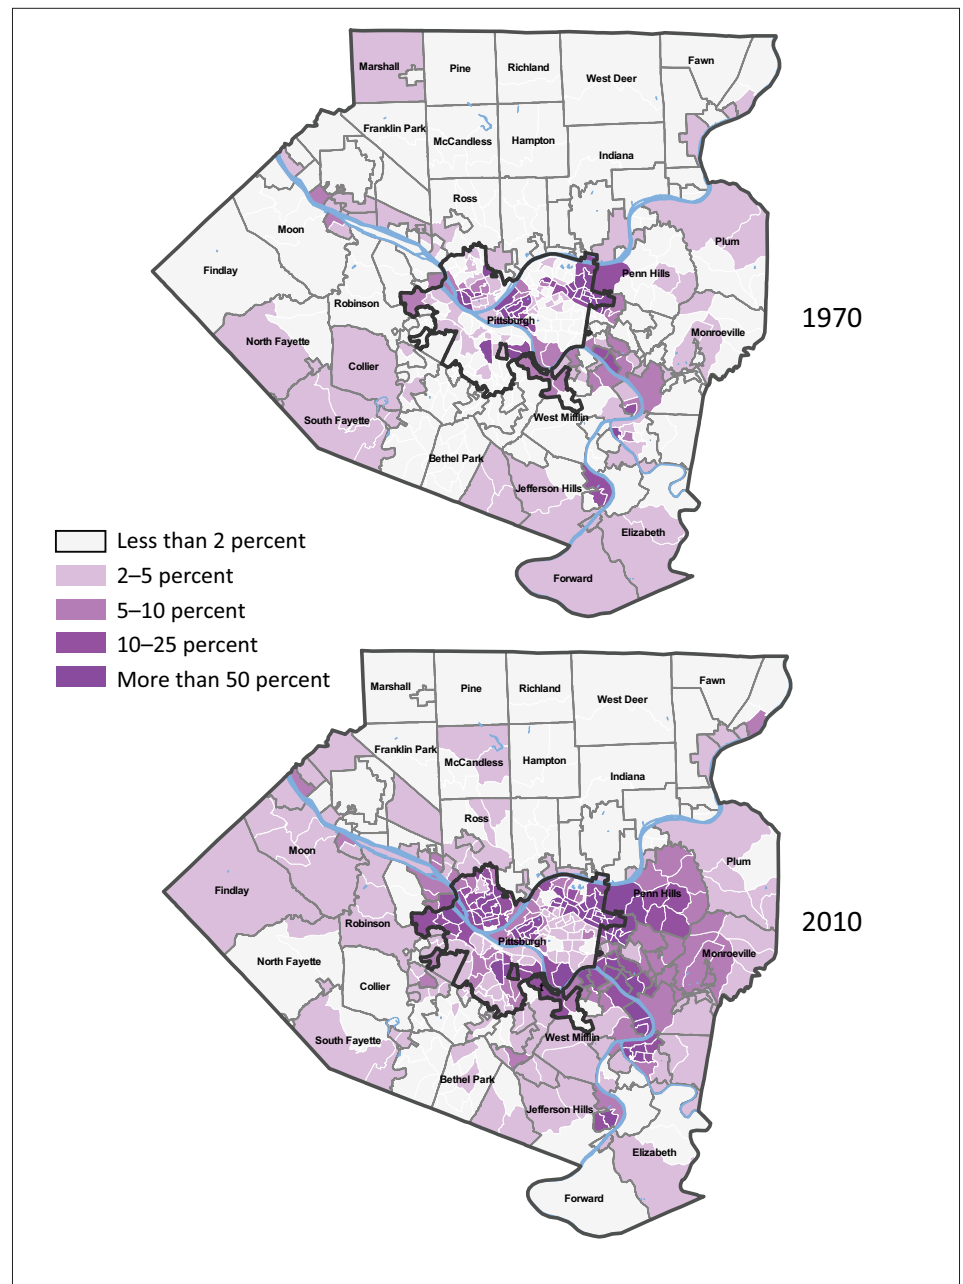 Marshall
Pine
Richland
West Deer
Fawn
Franklin Park
McCandless
Hampton
Indiana
Ross
Moon
Plum
Findlay
Penn Hills
Robinson
Pittsburgh
1970
North Fayette
Monroeville
Collier
South Fayette
West Mifflin
Bethel Park
Jefferson Hills
Elizabeth
Forward
Less than 2 percent
2–5 percent
5–10 percent
10–25 percent
More than 50 percent
Marshall
Pine
Richland
West Deer
Fawn
Franklin Park
McCandless
Hampton
Indiana
Ross
Moon
Plum
Findlay
Penn Hills
Robinson
2010
Pittsburgh
Monroeville
North Fayette
Collier
South Fayette
West Mifflin
Bethel Park
Jefferson Hills
Elizabeth
Forward